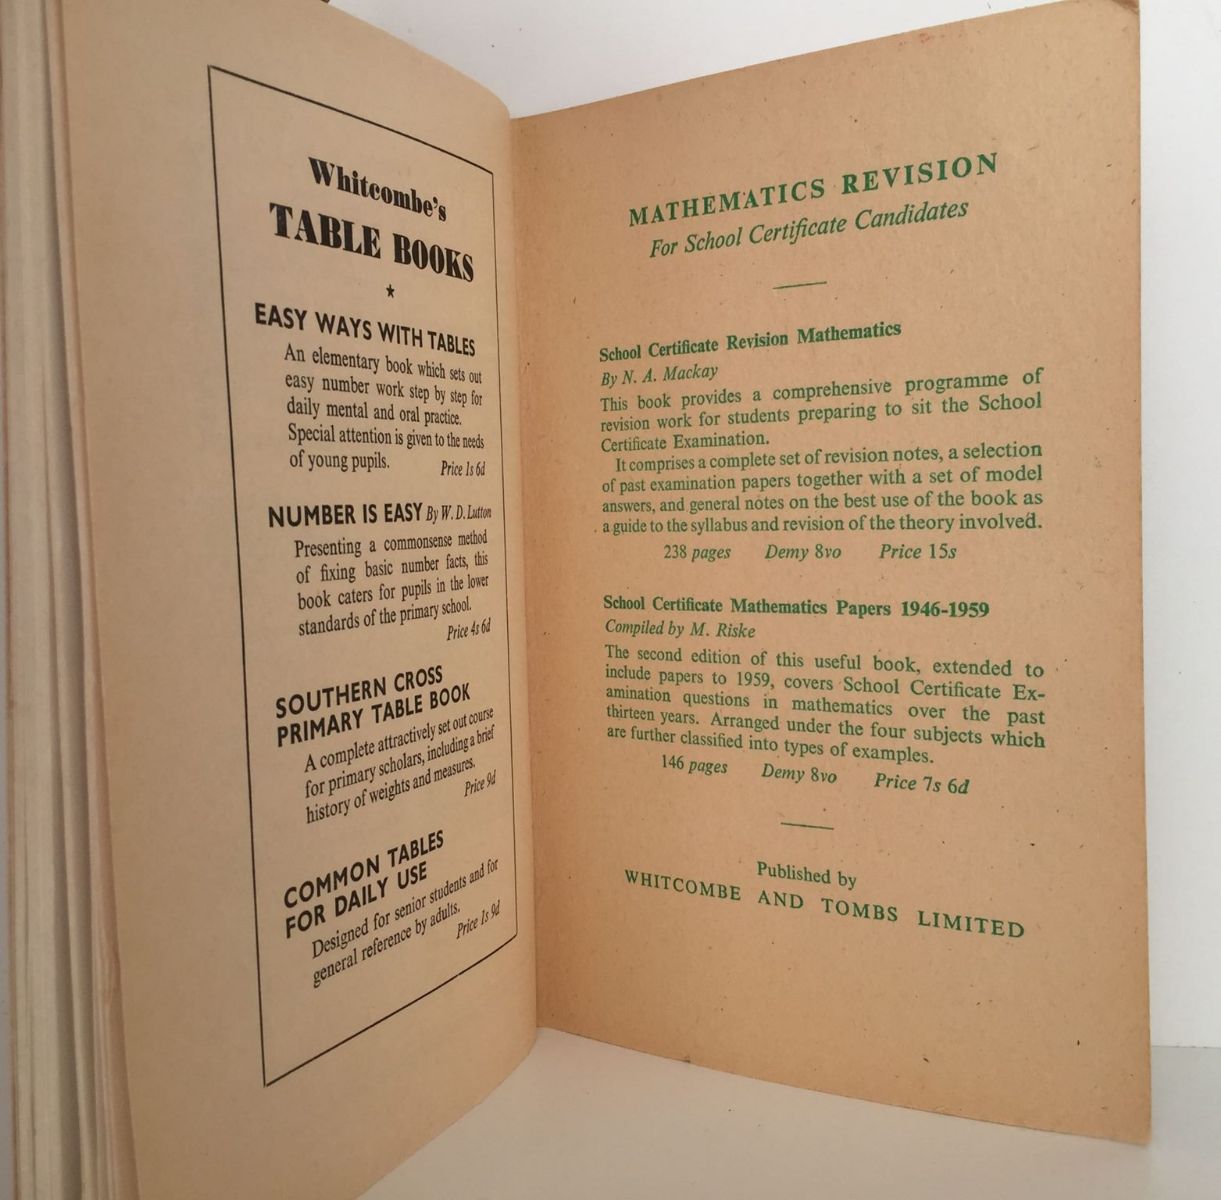 Whitcombe's
TABLE BOOKS
★
EASY WAYS WITH TABLES
An elementary book which sets out
easy number work step by step for
daily mental and oral practice.
Special attention is given to the needs
of young pupils. Price 1s 6d
NUMBER IS EASY By W. D. Lutton
Presenting a commonsense method
of fixing basic number facts, this
book caters for pupils in the lower
standards of the primary school.
Price 4s 6d
SOUTHERN CROSS
PRIMARY TABLE BOOK
A complete attractively set out course
for primary scholars, including a brief
history of weights and measures.
Price 9d
COMMON TABLES
FOR DAILY USE
Designed for senior students and for
general reference by adults.
Price 1s 9d
MATHEMATICS REVISION
For School Certificate Candidates
School Certificate Revision Mathematics
By N. A. Mackay
This book provides a comprehensive programme of
revision work for students preparing to sit the School
Certificate Examination.
It comprises a complete set of revision notes, a selection
of past examination papers together with a set of model
answers, and general notes on the best use of the book as
a guide to the syllabus and revision of the theory involved.
238 pages Demy 8vo Price 15s
School Certificate Mathematics Papers 1946-1959
Compiled by M. Riske
The second edition of this useful book, extended to
include papers to 1959, covers School Certificate Ex-
amination questions in mathematics over the past
thirteen years. Arranged under the four subjects which
are further classified into types of examples.
146 pages Demy 8vo Price 7s 6d
Published by
WHITCOMBE AND TOMBS LIMITED